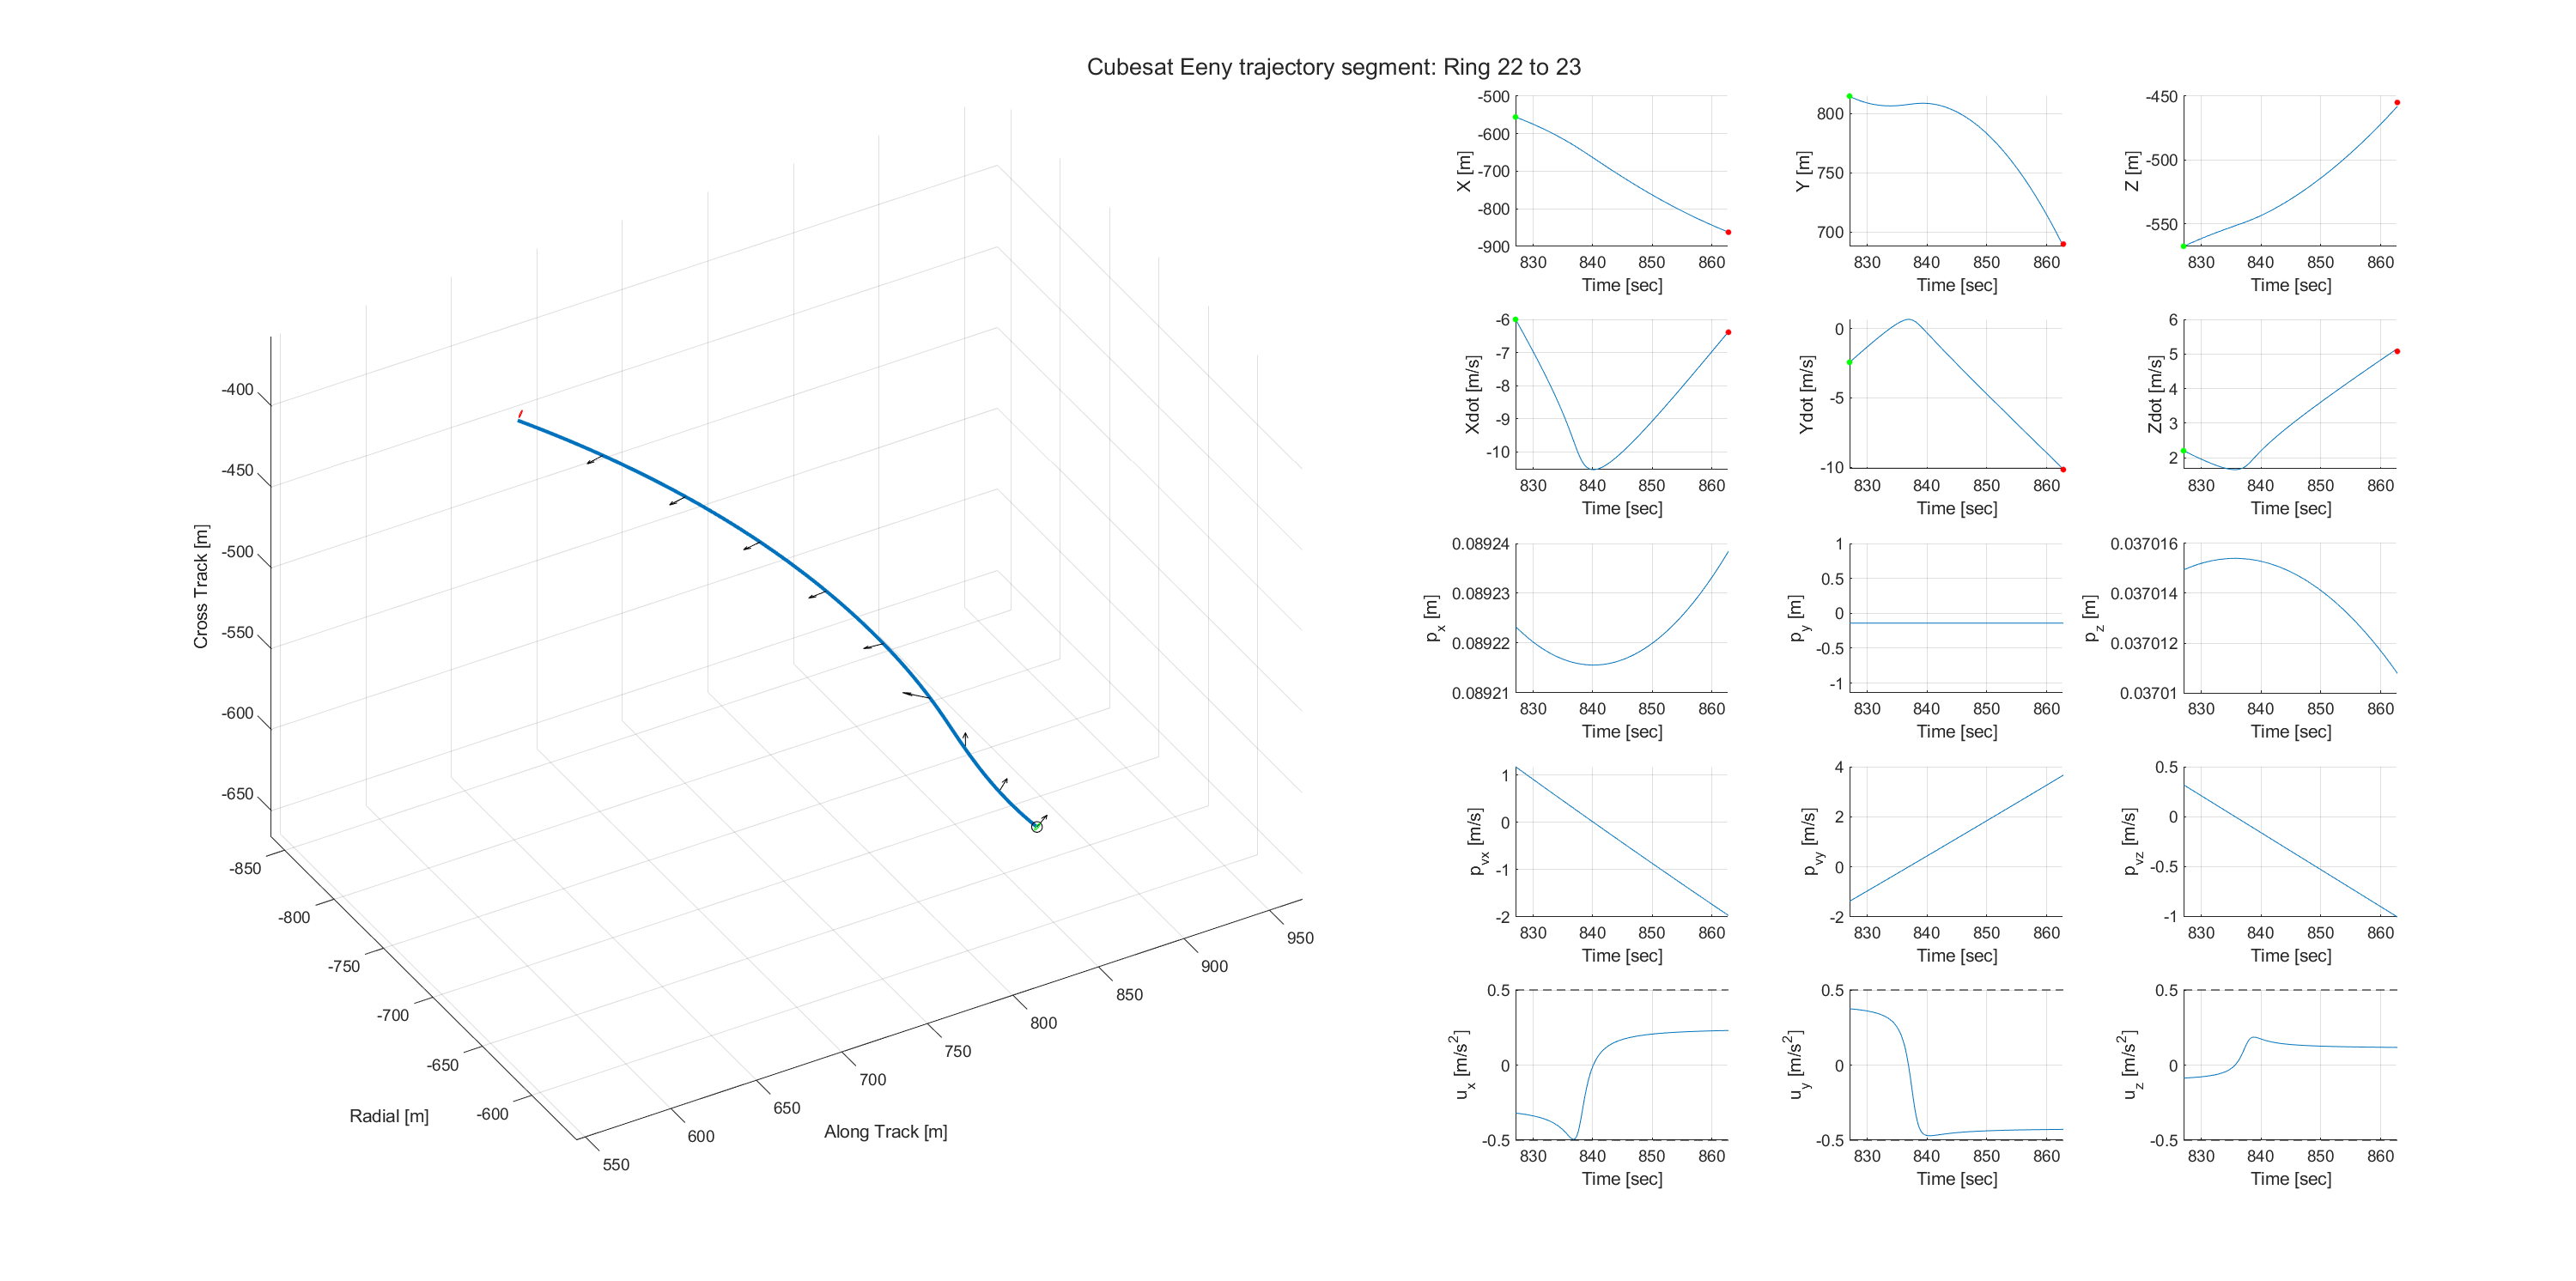 Cubesat Eeny trajectory segment: Ring 22 to 23
-400
-450
-500
-550
-600
-650
Cross Track [m]
-850
-800
-750
-700
-650
-600
Radial [m]
550
600
650
700
750
800
850
900
950
Along Track [m]
-500
-600
-700
-800
-900
X [m]
830 840 850 860
Time [sec]
800
750
700
Y [m]
830 840 850 860
Time [sec]
-450
-500
-550
Z [m]
830 840 850 860
Time [sec]
-6
-7
-8
-9
-10
Xdot [m/s]
830 840 850 860
Time [sec]
0
-5
-10
Ydot [m/s]
830 840 850 860
Time [sec]
6
5
4
3
2
Zdot [m/s]
830 840 850 860
Time [sec]
0.08924
0.08923
0.08922
0.08921
p_x [m]
830 840 850 860
Time [sec]
1
0.5
0
-0.5
-1
p_y [m]
830 840 850 860
Time [sec]
0.037016
0.037014
0.037012
0.03701
p_z [m]
830 840 850 860
Time [sec]
1
0
-1
-2
p_vx [m/s]
830 840 850 860
Time [sec]
4
2
0
-2
p_vy [m/s]
830 840 850 860
Time [sec]
0.5
0
-0.5
-1
p_vz [m/s]
830 840 850 860
Time [sec]
0.5
0
-0.5
u_x [m/s^2]
830 840 850 860
Time [sec]
0.5
0
-0.5
u_y [m/s^2]
830 840 850 860
Time [sec]
0.5
0
-0.5
u_z [m/s^2]
830 840 850 860
Time [sec]